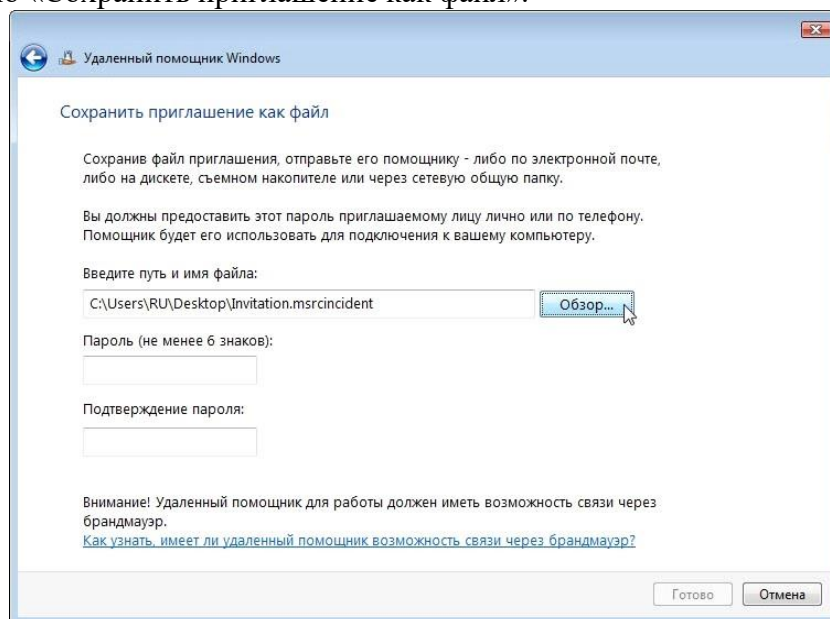 «Сохранить приглашение как файл».
Удаленный помощник Windows
Сохранить приглашение как файл
Сохранив файл приглашения, отправьте его помощнику - либо по электронной почте,
либо на дискете, съемном накопителе или через сетевую общую
папку.
Вы должны предоставить этот пароль приглашаемому лицу лично или по телефону.
Помощник будет его использовать для подключения к вашему компьютеру.
Введите путь и имя файла:
C:\Users\RU\Desktop\Invitation.msrcincident Обзор...
Пароль (не менее 6 знаков):
Подтверждение пароля:
Внимание! Удаленный помощник для работы должен иметь возможность связи через
брандмауэр.
Как узнать, имеет ли удаленный помощник возможность связи через брандмауэр?
Готово Отмена